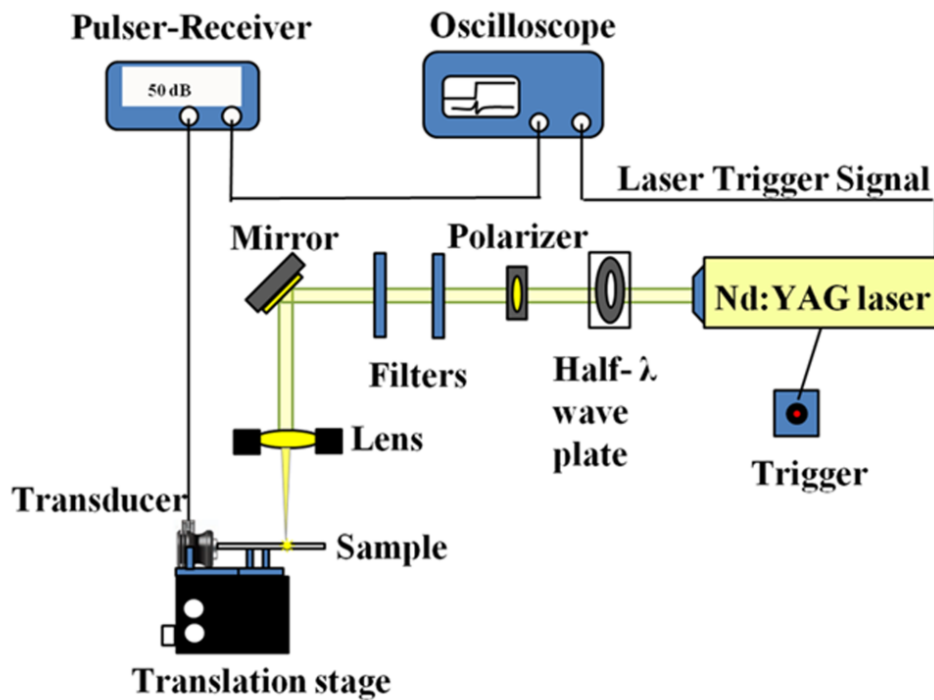 Pulser-Receiver
Oscilloscope
50 dB
Laser Trigger Signal
Mirror
Polarizer
Nd:YAG laser
Filters
Half- λ
wave
plate
Lens
Trigger
Transducer
Sample
Translation stage